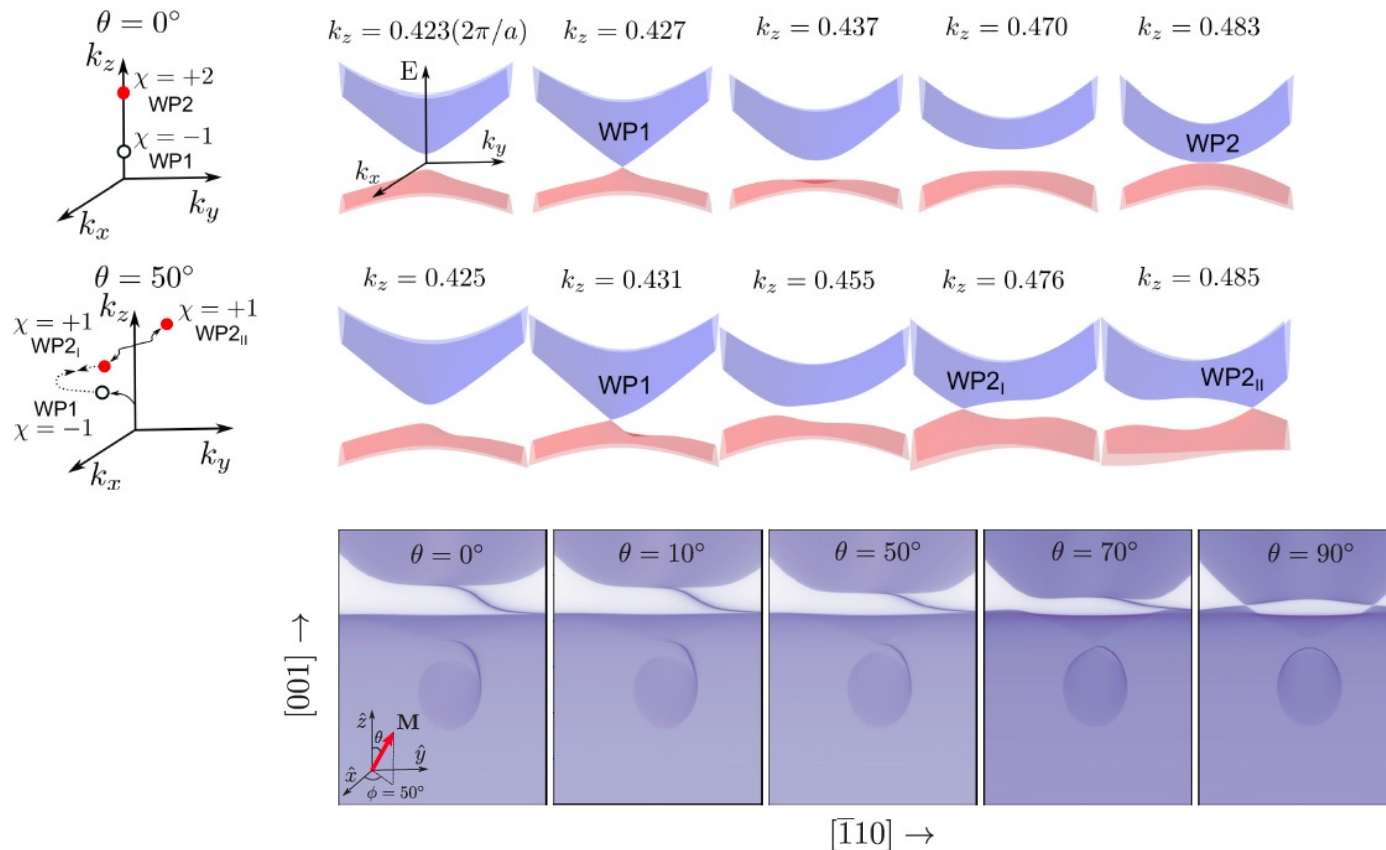 θ = 0°
k_z
χ = +2
WP2
χ = −1
WP1
k_y
k_x
k_z = 0.423(2π/a)
k_z = 0.427
k_z = 0.437
k_z = 0.470
k_z = 0.483
E
k_y
k_x
WP1
WP2
θ = 50°
k_z
χ = +1
WP2_I
χ = +1
WP2_II
WP1
χ = −1
k_y
k_x
k_z = 0.425
k_z = 0.431
k_z = 0.455
k_z = 0.476
k_z = 0.485
WP1
WP2_I
WP2_II
[001] →
θ = 0°
θ = 10°
θ = 50°
θ = 70°
θ = 90°
ẑ
M
θ
ŷ
x̂
ϕ = 50°
[1̅10] →